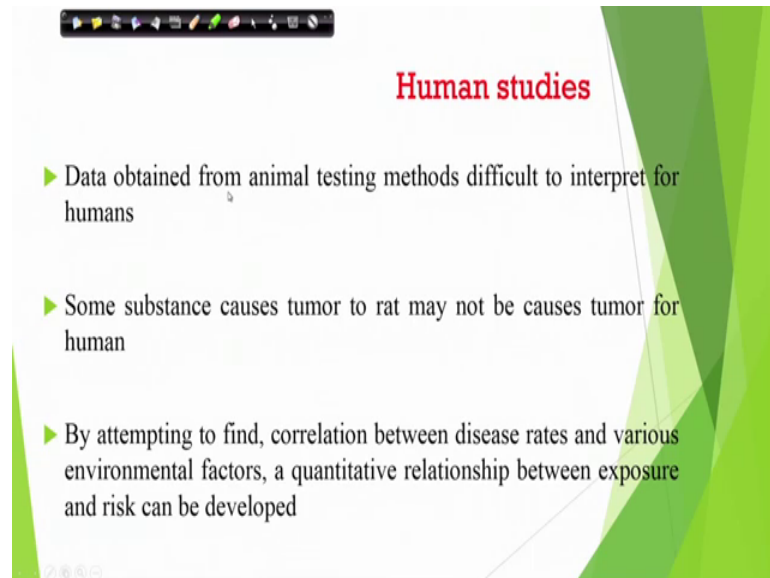 Human studies
Data obtained from animal testing methods difficult to interpret for
humans
Some substance causes tumor to rat may not be causes tumor for
human
By attempting to find, correlation between disease rates and various
environmental factors, a quantitative relationship between exposure
and risk can be developed